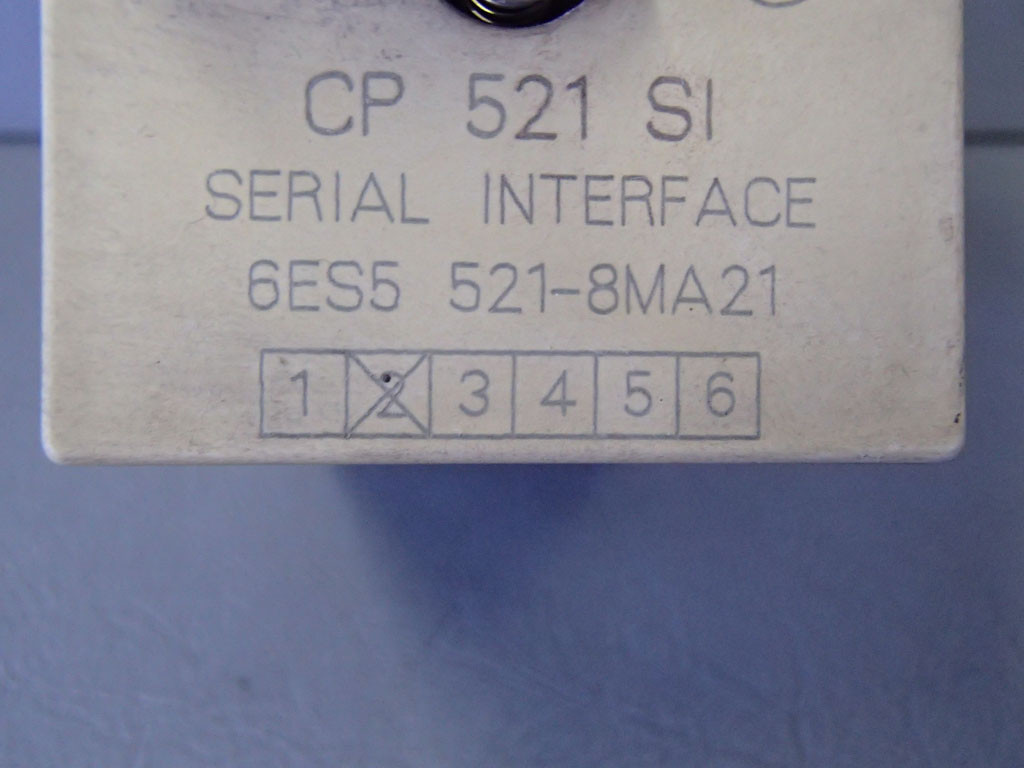 CP 521 SI
SERIAL INTERFACE
6ES5 521-8MA21
1 2 3 4 5 6